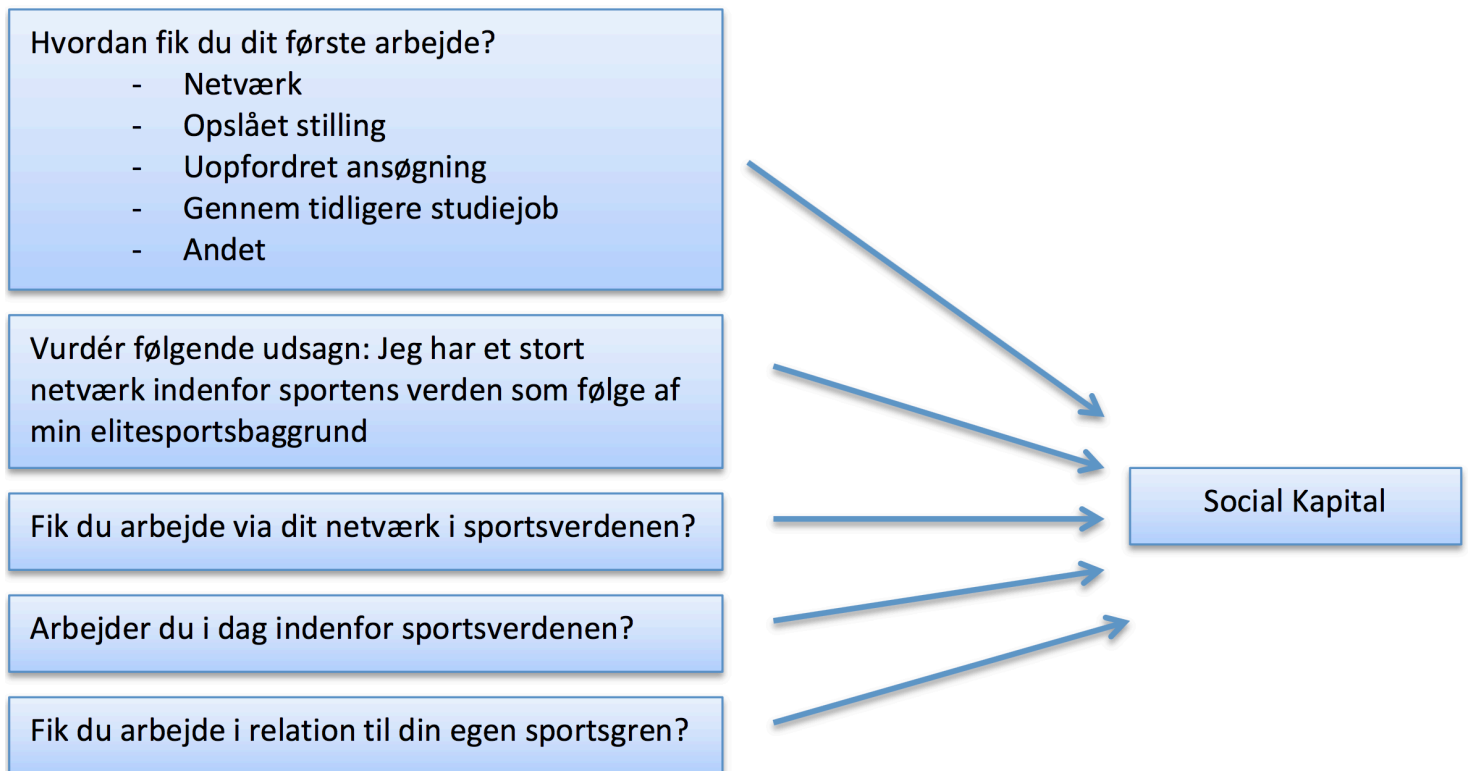 Hvordan fik du dit første arbejde?
- Netværk
- Opslået stilling
- Uopfordret ansøgning
- Gennem tidligere studiejob
- Andet
Vurdér følgende udsagn: Jeg har et stort
netværk indenfor sportens verden som følge af
min elitesportsbaggrund
Fik du arbejde via dit netværk i sportsverdenen?
Arbejder du i dag indenfor sportsverdenen?
Fik du arbejde i relation til din egen sportsgren?
Social Kapital